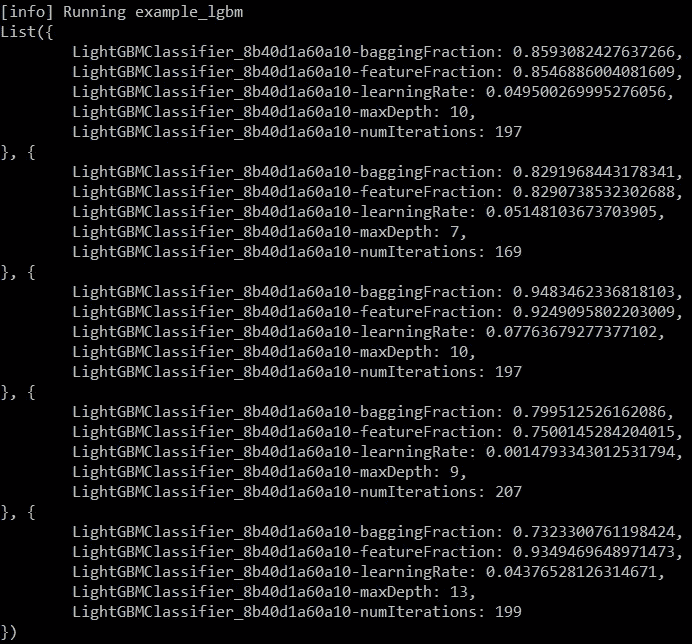 [info] Running example_lgbm
List({
LightGBMClassifier_8b40d1a60a10-baggingFraction: 0.8593082427637266,
LightGBMClassifier_8b40d1a60a10-featureFraction: 0.8546886004081609,
LightGBMClassifier_8b40d1a60a10-learningRate: 0.049500269995276056,
LightGBMClassifier_8b40d1a60a10-maxDepth: 10,
LightGBMClassifier_8b40d1a60a10-numIterations: 197
}, {
LightGBMClassifier_8b40d1a60a10-baggingFraction: 0.8291968443178341,
LightGBMClassifier_8b40d1a60a10-featureFraction: 0.8290738532302688,
LightGBMClassifier_8b40d1a60a10-learningRate: 0.05148103673703905,
LightGBMClassifier_8b40d1a60a10-maxDepth: 7,
LightGBMClassifier_8b40d1a60a10-numIterations: 169
}, {
LightGBMClassifier_8b40d1a60a10-baggingFraction: 0.9483462336818103,
LightGBMClassifier_8b40d1a60a10-featureFraction: 0.9249095802203009,
LightGBMClassifier_8b40d1a60a10-learningRate: 0.07763679277377102,
LightGBMClassifier_8b40d1a60a10-maxDepth: 10,
LightGBMClassifier_8b40d1a60a10-numIterations: 197
}, {
LightGBMClassifier_8b40d1a60a10-baggingFraction: 0.799512526162086,
LightGBMClassifier_8b40d1a60a10-featureFraction: 0.7500145284204015,
LightGBMClassifier_8b40d1a60a10-learningRate: 0.0014793343012531794,
LightGBMClassifier_8b40d1a60a10-maxDepth: 9,
LightGBMClassifier_8b40d1a60a10-numIterations: 207
}, {
LightGBMClassifier_8b40d1a60a10-baggingFraction: 0.7323300761198424,
LightGBMClassifier_8b40d1a60a10-featureFraction: 0.9349469648971473,
LightGBMClassifier_8b40d1a60a10-learningRate: 0.04376528126314671,
LightGBMClassifier_8b40d1a60a10-maxDepth: 13,
LightGBMClassifier_8b40d1a60a10-numIterations: 199
})